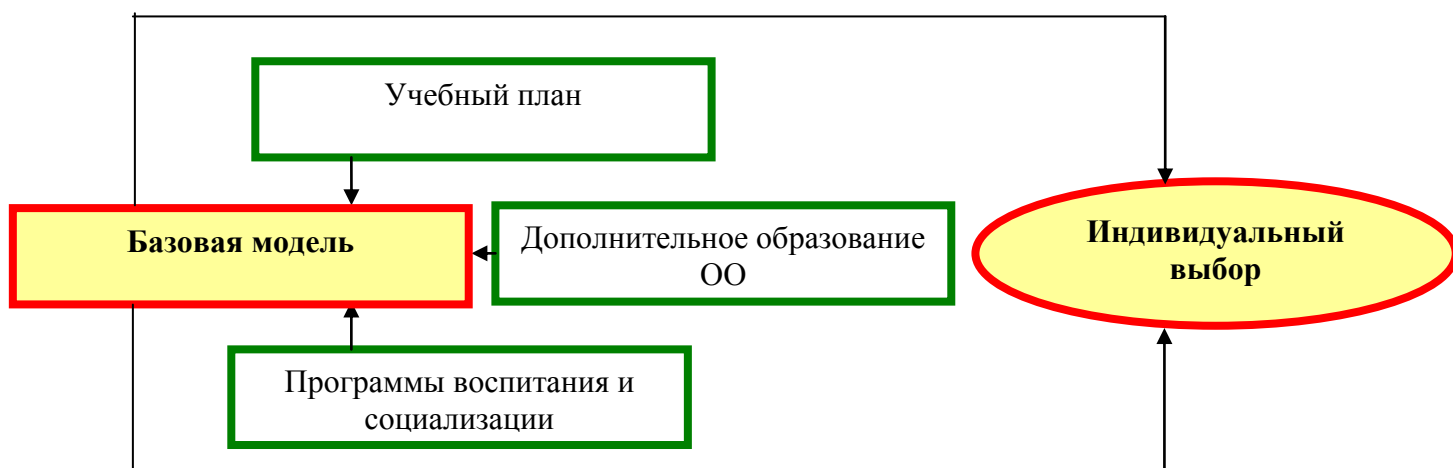 Учебный план
Базовая модель
Дополнительное образование
ОО
Индивидуальный
выбор
Программы воспитания и
социализации